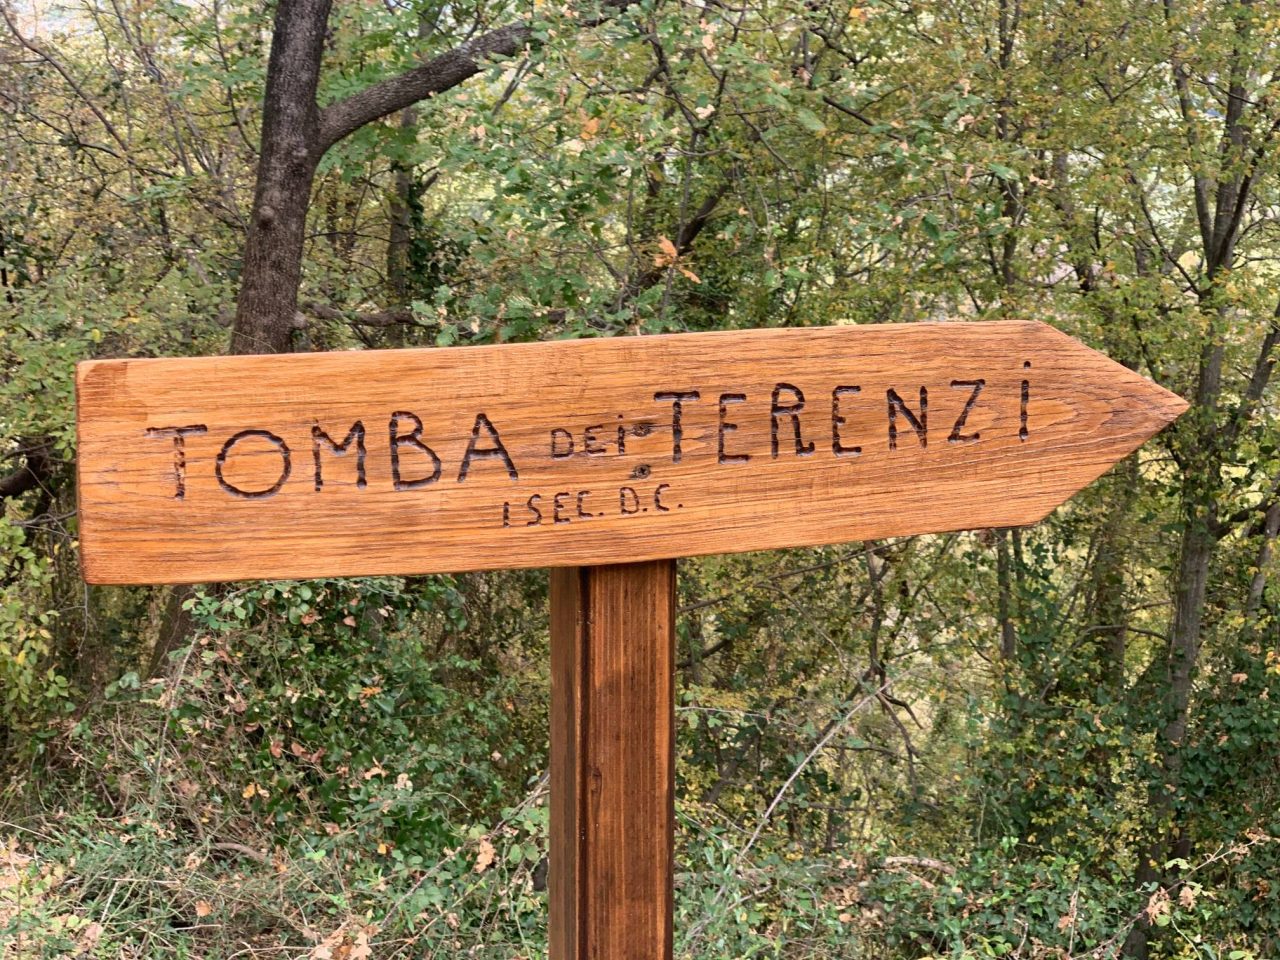 TOMBA DEI TERENZI
I SEC. D.C.